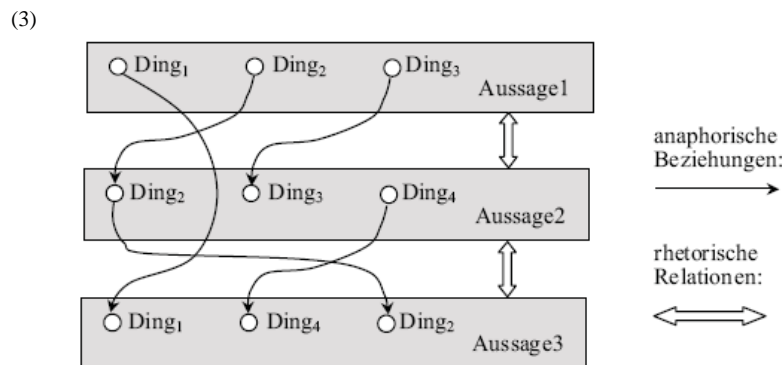 (3)
Ding₁ Ding₂ Ding₃
Aussage1
anaphorische
Beziehungen:
Ding₂ Ding₃ Ding₄
Aussage2
rhetorische
Relationen:
Ding₁ Ding₄ Ding₂
Aussage3